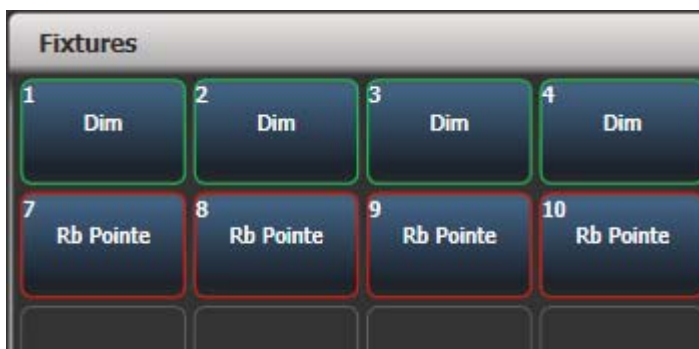 Fixtures
1 2 3 4
Dim Dim Dim Dim
7 8 9 10
Rb Pointe Rb Pointe Rb Pointe Rb Pointe